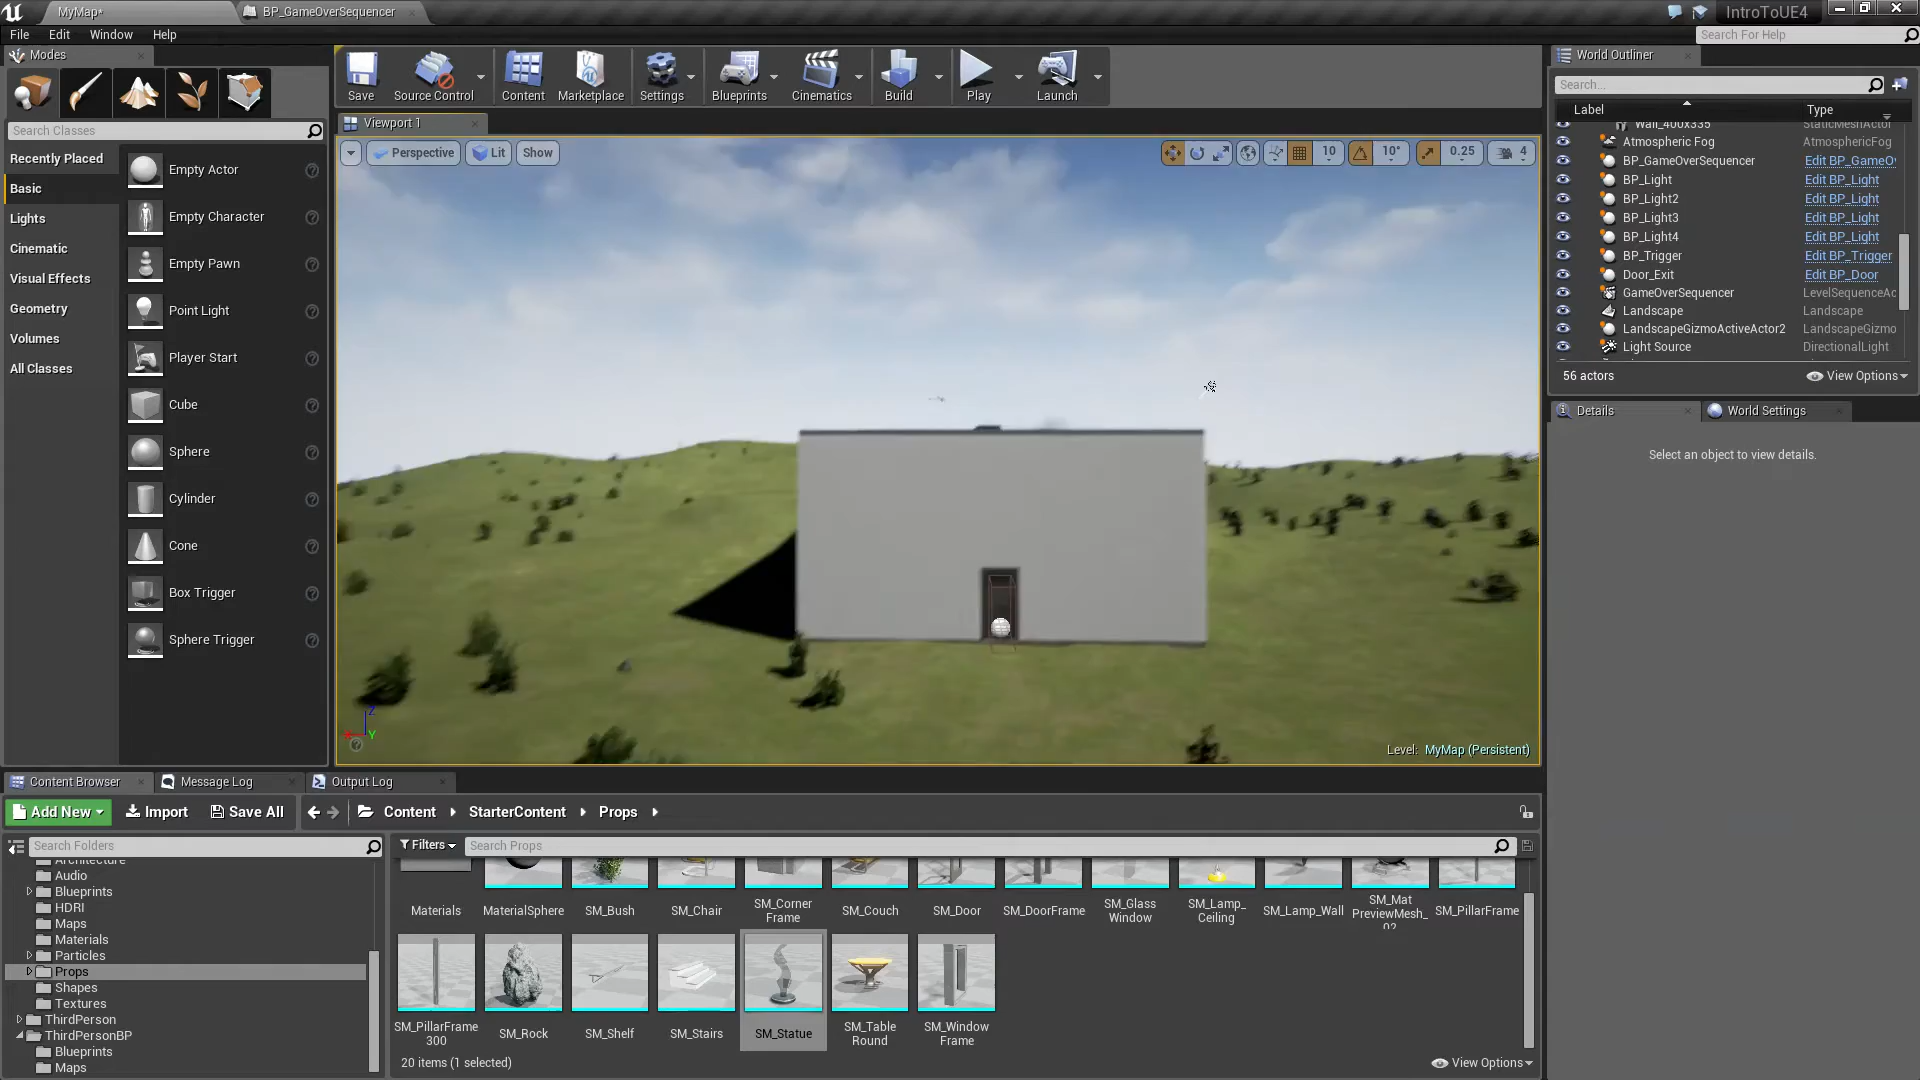 MyMap*
BP_GameOverSequencer
IntroToUE4
File Edit Window Help
Search For Help
Modes
Save
Source Control
Content
Marketplace
Settings
Blueprints
Cinematics
Build
Play
Launch
World Outliner
Search...
Label Type
Search Classes
Viewport 1
Perspective Lit Show
10 10° 0.25 4
Recently Placed
Basic
Lights
Cinematic
Visual Effects
Geometry
Volumes
All Classes
Empty Actor
Empty Character
Empty Pawn
Point Light
Player Start
Cube
Sphere
Cylinder
Cone
Box Trigger
Sphere Trigger
Wall_400x335 StaticMeshActor
Atmospheric Fog AtmosphericFog
BP_GameOverSequencer Edit BP_GameOv
BP_Light Edit BP_Light
BP_Light2 Edit BP_Light
BP_Light3 Edit BP_Light
BP_Light4 Edit BP_Light
BP_Trigger Edit BP_Trigger
Door_Exit Edit BP_Door
GameOverSequencer LevelSequenceAc
Landscape Landscape
LandscapeGizmoActiveActor2 LandscapeGizmo
Light Source DirectionalLight
56 actors
View Options
Details
World Settings
Select an object to view details.
Z
X Y
Level: MyMap (Persistent)
Content Browser
Message Log
Output Log
Add New
Import
Save All
Content
StarterContent
Props
Search Folders
Filters
Search Props
Architecture
Audio
Blueprints
HDRI
Maps
Materials
Particles
Props
Shapes
Textures
ThirdPerson
ThirdPersonBP
Blueprints
Maps
Materials
MaterialSphere
SM_Bush
SM_Chair
SM_Corner
Frame
SM_Couch
SM_Door
SM_DoorFrame
SM_Glass
Window
SM_Lamp_
Ceiling
SM_Lamp_Wall
SM_Mat
PreviewMesh_
02
SM_PillarFrame
SM_PillarFrame
300
SM_Rock
SM_Shelf
SM_Stairs
SM_Statue
SM_Table
Round
SM_Window
Frame
20 items (1 selected)
View Options